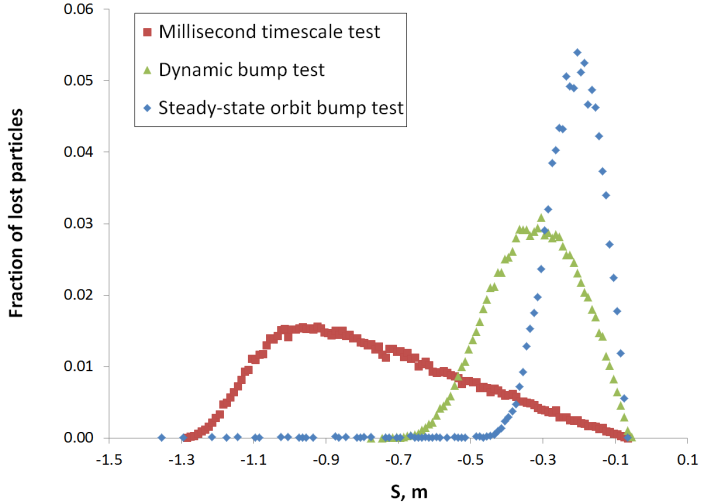 0.06
0.05
0.04
0.03
0.02
0.01
0.00
Fraction of lost particles
Millisecond timescale test
Dynamic bump test
Steady-state orbit bump test
-1.5 -1.3 -1.1 -0.9 -0.7 -0.5 -0.3 -0.1 0.1
S, m